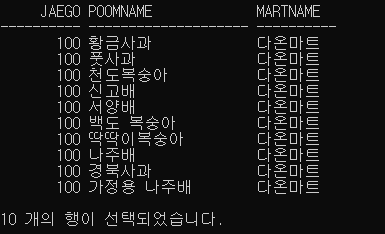 JAEGO POOMNAME MARTNAME
---------- -------------------- ----------
100 황금사과 다온마트
100 풋사과 다온마트
100 천도복숭아 다온마트
100 신고배 다온마트
100 서양배 다온마트
100 백도 복숭아 다온마트
100 딱딱이복숭아 다온마트
100 나주배 다온마트
100 경북사과 다온마트
100 가정용 나주배 다온마트
10 개의 행이 선택되었습니다.